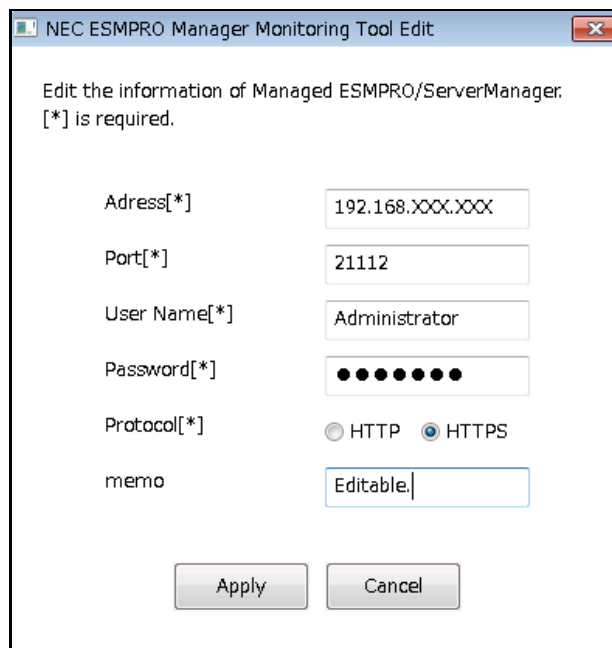 NEC ESMPRO Manager Monitoring Tool Edit
Edit the information of Managed ESMPRO/ServerManager.
[*] is required.
Adress[*] 192.168.XXX.XXX
Port[*] 21112
User Name[*] Administrator
Password[*] ●●●●●●●
Protocol[*] HTTP HTTPS
memo Editable.
Apply Cancel